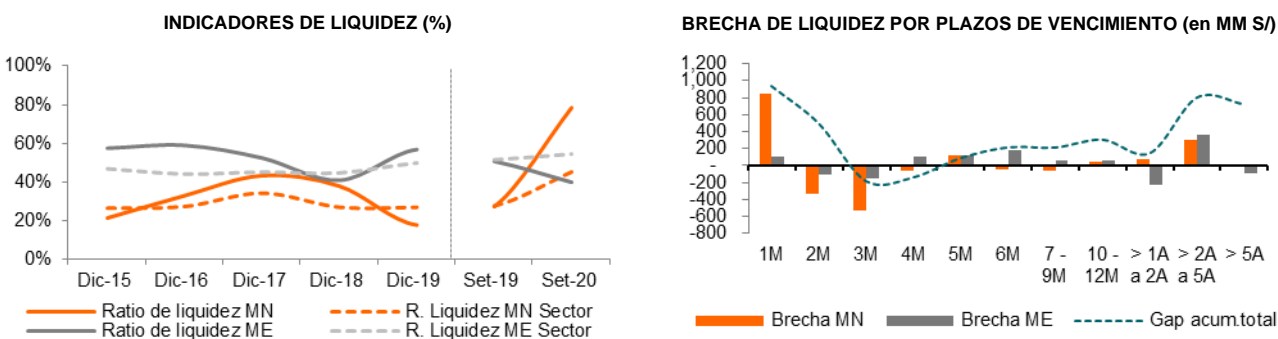 INDICADORES DE LIQUIDEZ (%)
100%
80%
60%
40%
20%
0%
Dic-15 Dic-16 Dic-17 Dic-18 Dic-19 Set-19 Set-20
Ratio de liquidez MN R. Liquidez MN Sector
Ratio de liquidez ME R. Liquidez ME Sector
BRECHA DE LIQUIDEZ POR PLAZOS DE VENCIMIENTO (en MM S/)
1,200
1,000
800
600
400
200
-
-200
-400
-600
-800
1M 2M 3M 4M 5M 6M 7 - 10 - > 1A > 2A > 5A
9M 12M a 2A a 5A
Brecha MN Brecha ME Gap acum.total